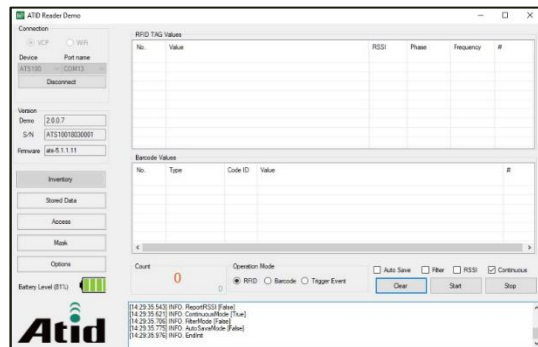 ATID Reader Demo
Connection
VCP WiFi
Device Port name
ATS100 COM13
Disconnect
Version
Demo 2.0.0.7
S/N ATS10018030001
Firmware ats-5.1.1.11
Inventory
Stored Data
Access
Mask
Options
Battery Level (81%)
Atid
RFID TAG Values
No. Value RSSI Phase Frequency #
Barcode Values
No. Type Code ID Value #
Count
0
0
Operation Mode
RFID Barcode Trigger Event
Auto Save Filter RSSI Continuous
Clear Start Stop
[14:29:35.543] INFO. ReportRSSI [False]
[14:29:35.621] INFO. ContinuousMode [True]
[14:29:35.706] INFO. FilterMode [False]
[14:29:35.775] INFO. AutoSaveMode [False]
[14:29:35.976] INFO. EndInit